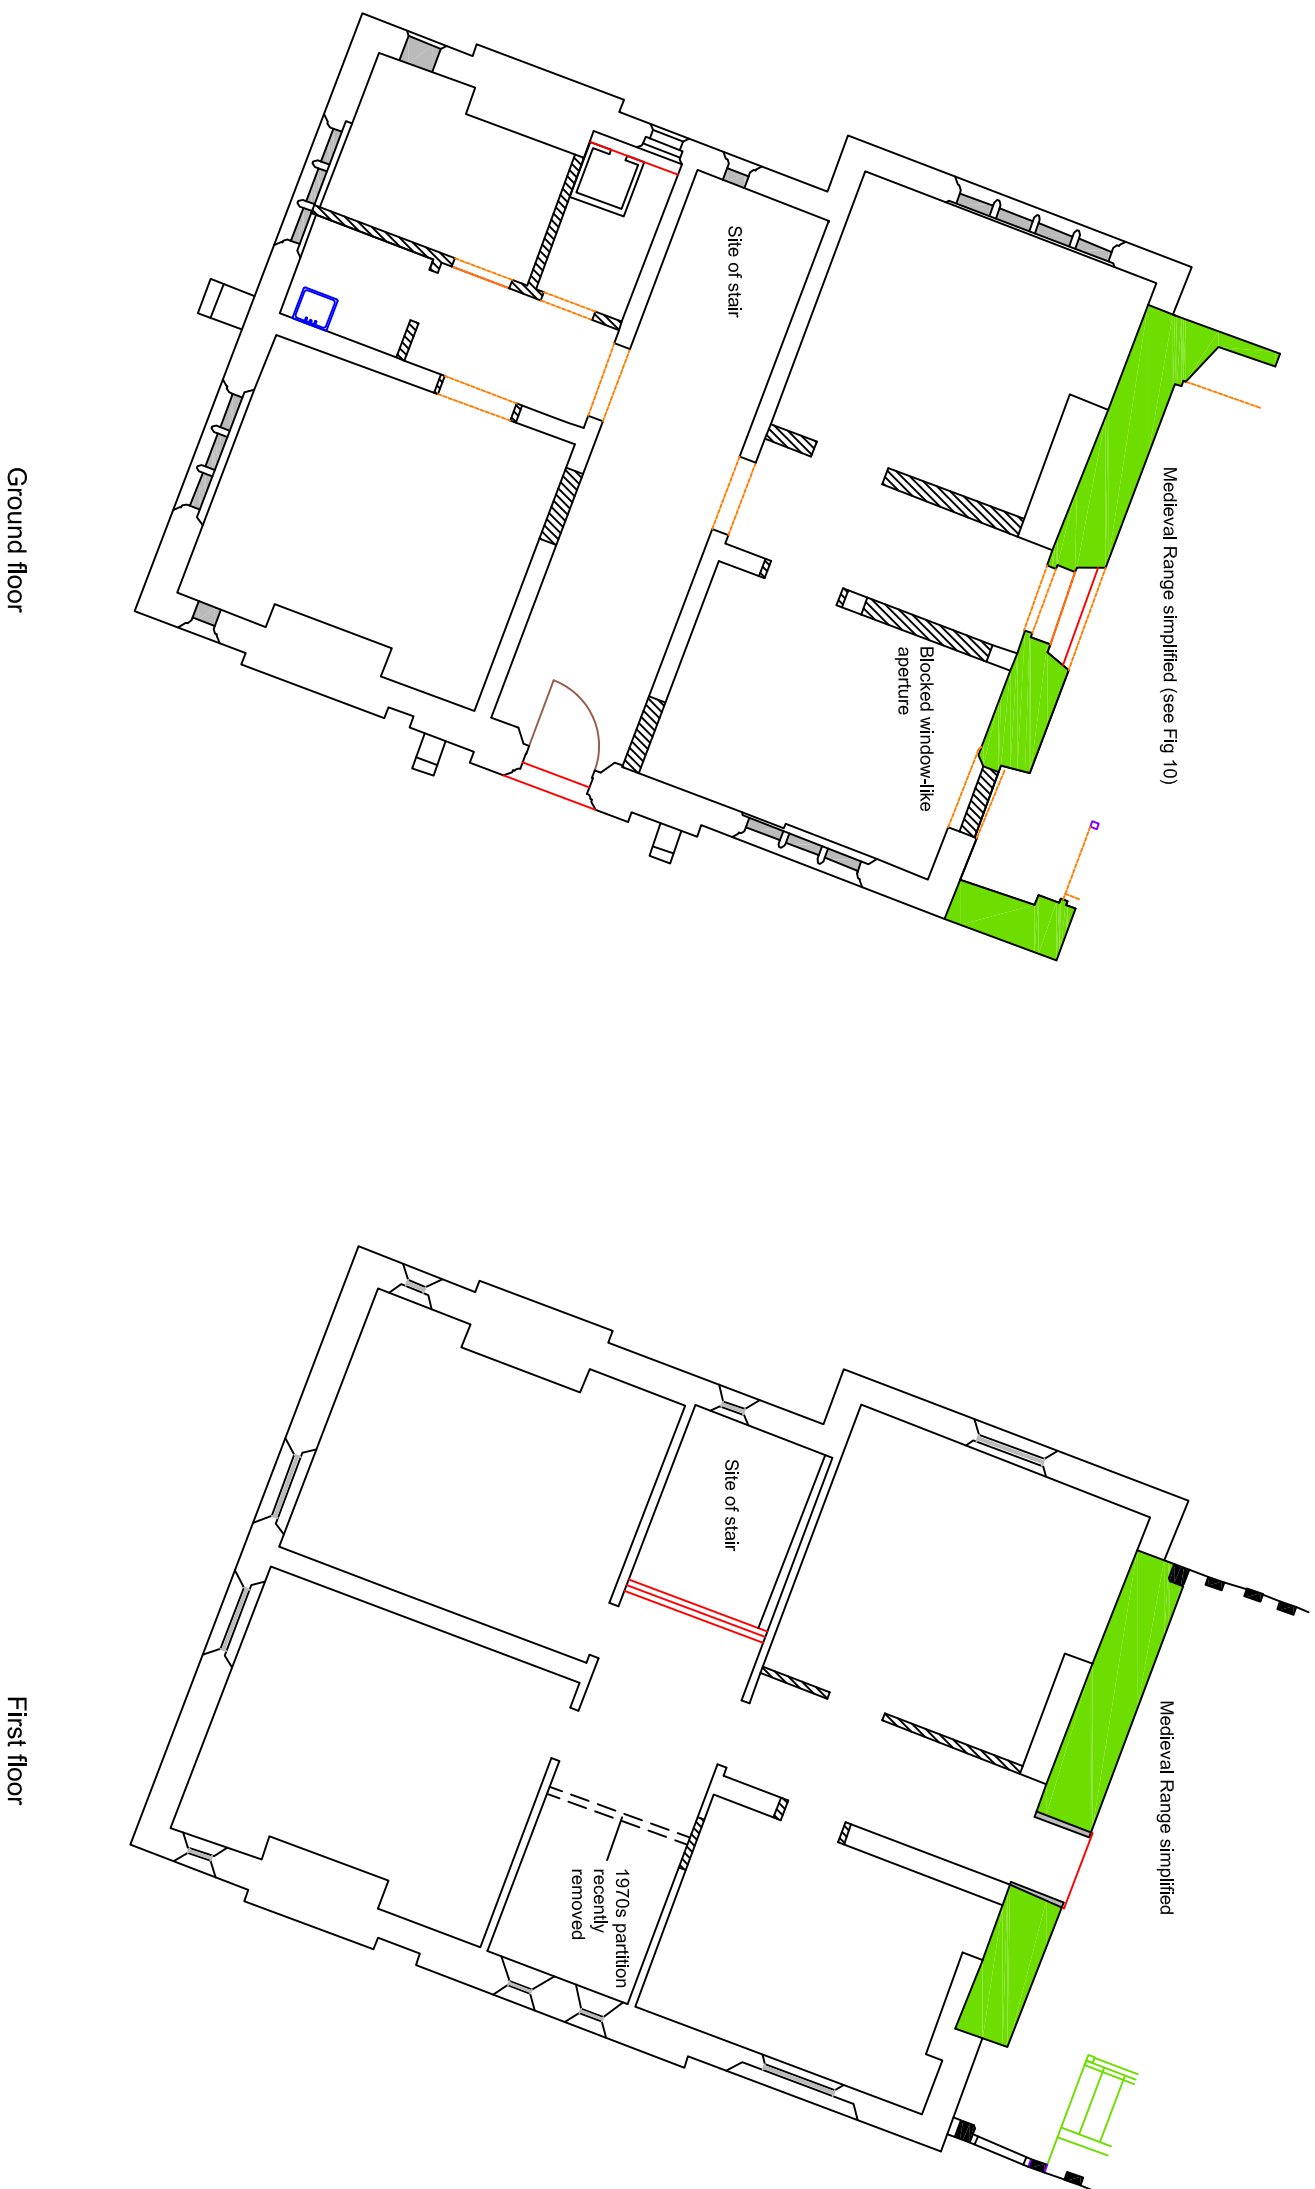 Medieval Range simplified (see Fig 10)
Site of stair
Blocked window-like
aperture
Ground floor
Medieval Range simplified
Site of stair
1970s partition
recently
removed
First floor